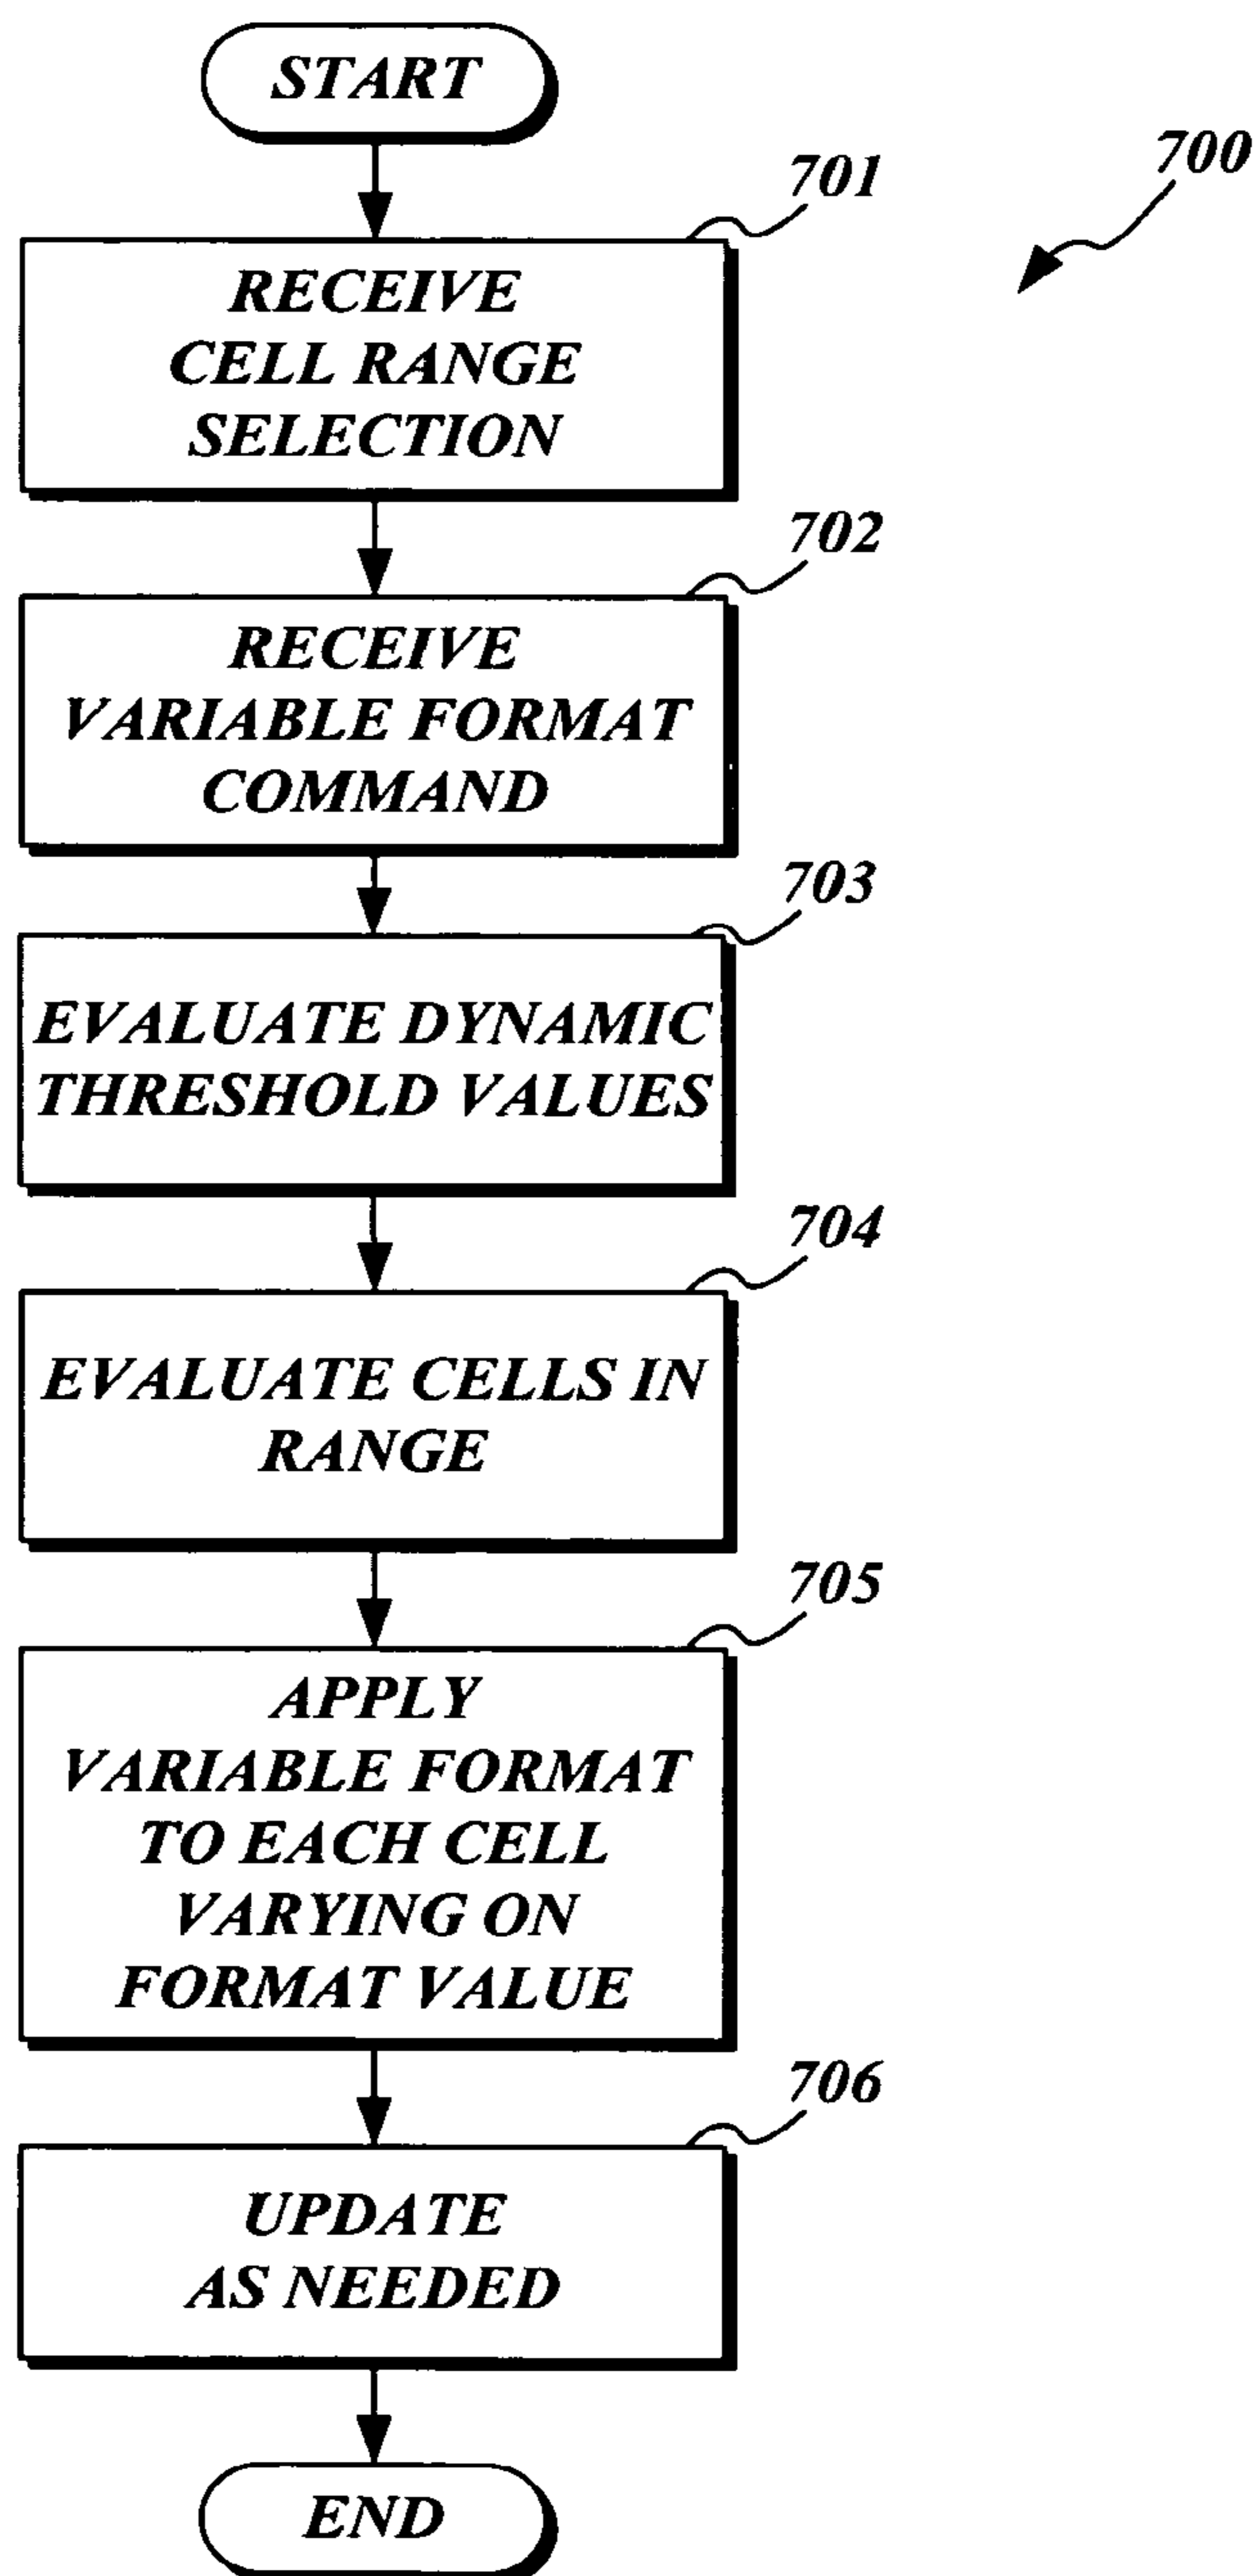 START
700
701
RECEIVE
CELL RANGE
SELECTION
702
RECEIVE
VARIABLE FORMAT
COMMAND
703
EVALUATE DYNAMIC
THRESHOLD VALUES
704
EVALUATE CELLS IN
RANGE
705
APPLY
VARIABLE FORMAT
TO EACH CELL
VARYING ON
FORMAT VALUE
706
UPDATE
AS NEEDED
END